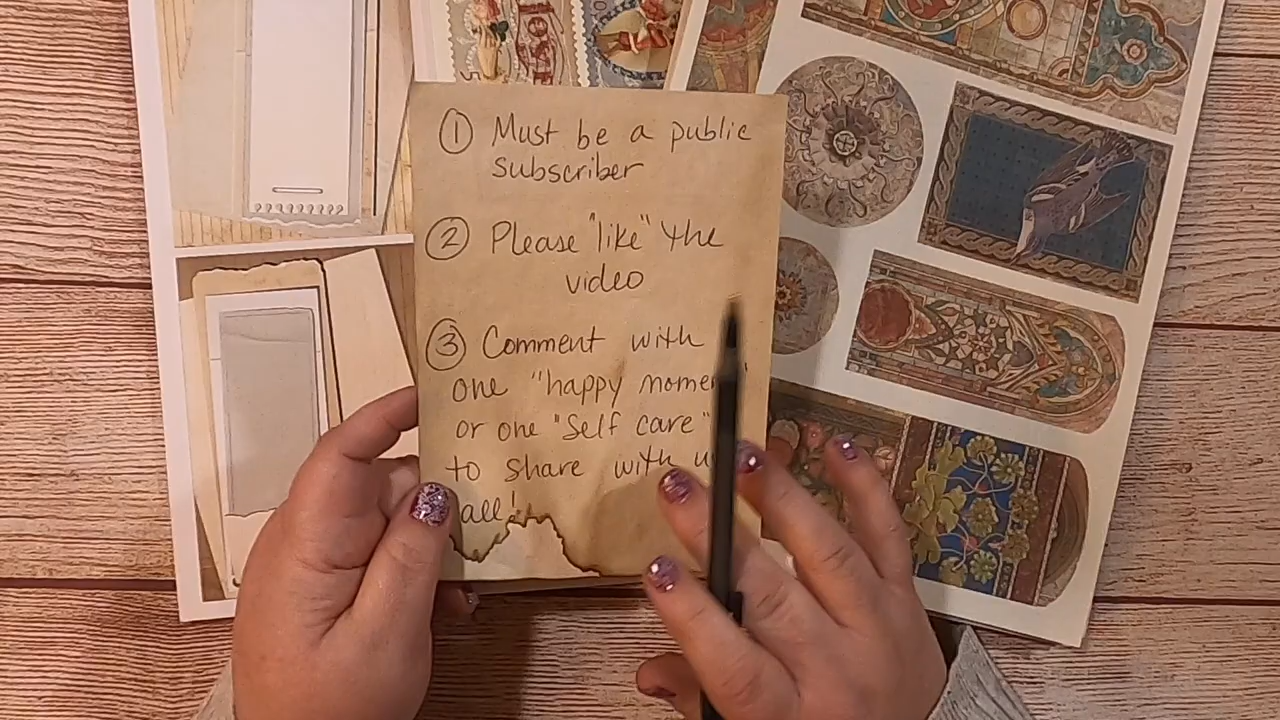 ① Must be a public
subscriber
② Please "like" the
video
③ Comment with
one "happy
or one "Self care"
to share with
all!